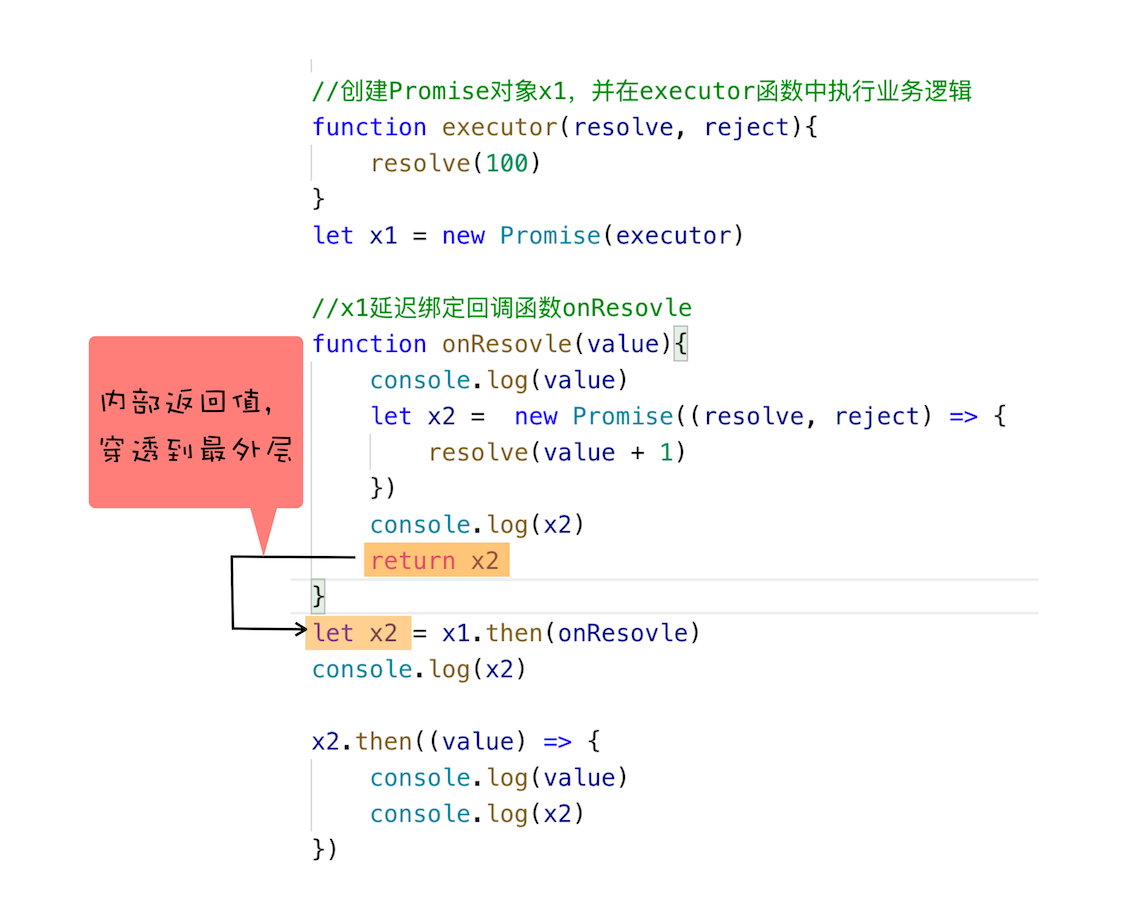 //创建Promise对象x1，并在executor函数中执行业务逻辑
function executor(resolve, reject){
    resolve(100)
}
let x1 = new Promise(executor)

//x1延迟绑定回调函数onResovle
function onResovle(value){
    console.log(value)
    let x2 =  new Promise((resolve, reject) => {
        resolve(value + 1)
    })
    console.log(x2)
    return x2
}
let x2 = x1.then(onResovle)
console.log(x2)

x2.then((value) => {
    console.log(value)
    console.log(x2)
})
内部返回值，
穿透到最外层